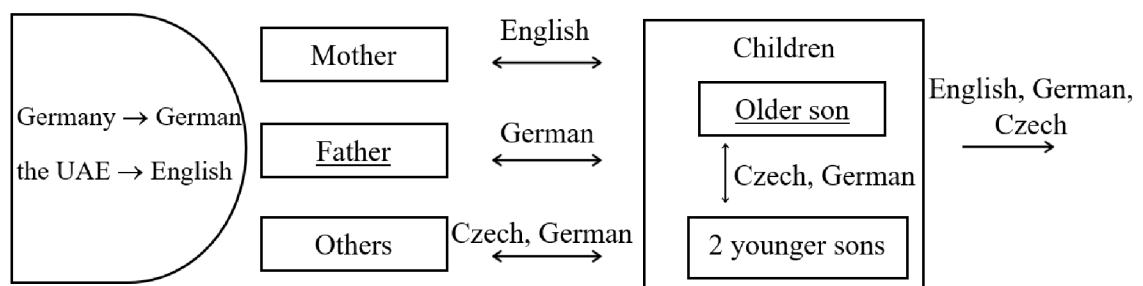 Germany → German
the UAE → English
Mother
Father
Others
English
German
Czech, German
Children
Older son
Czech, German
2 younger sons
English, German,
Czech